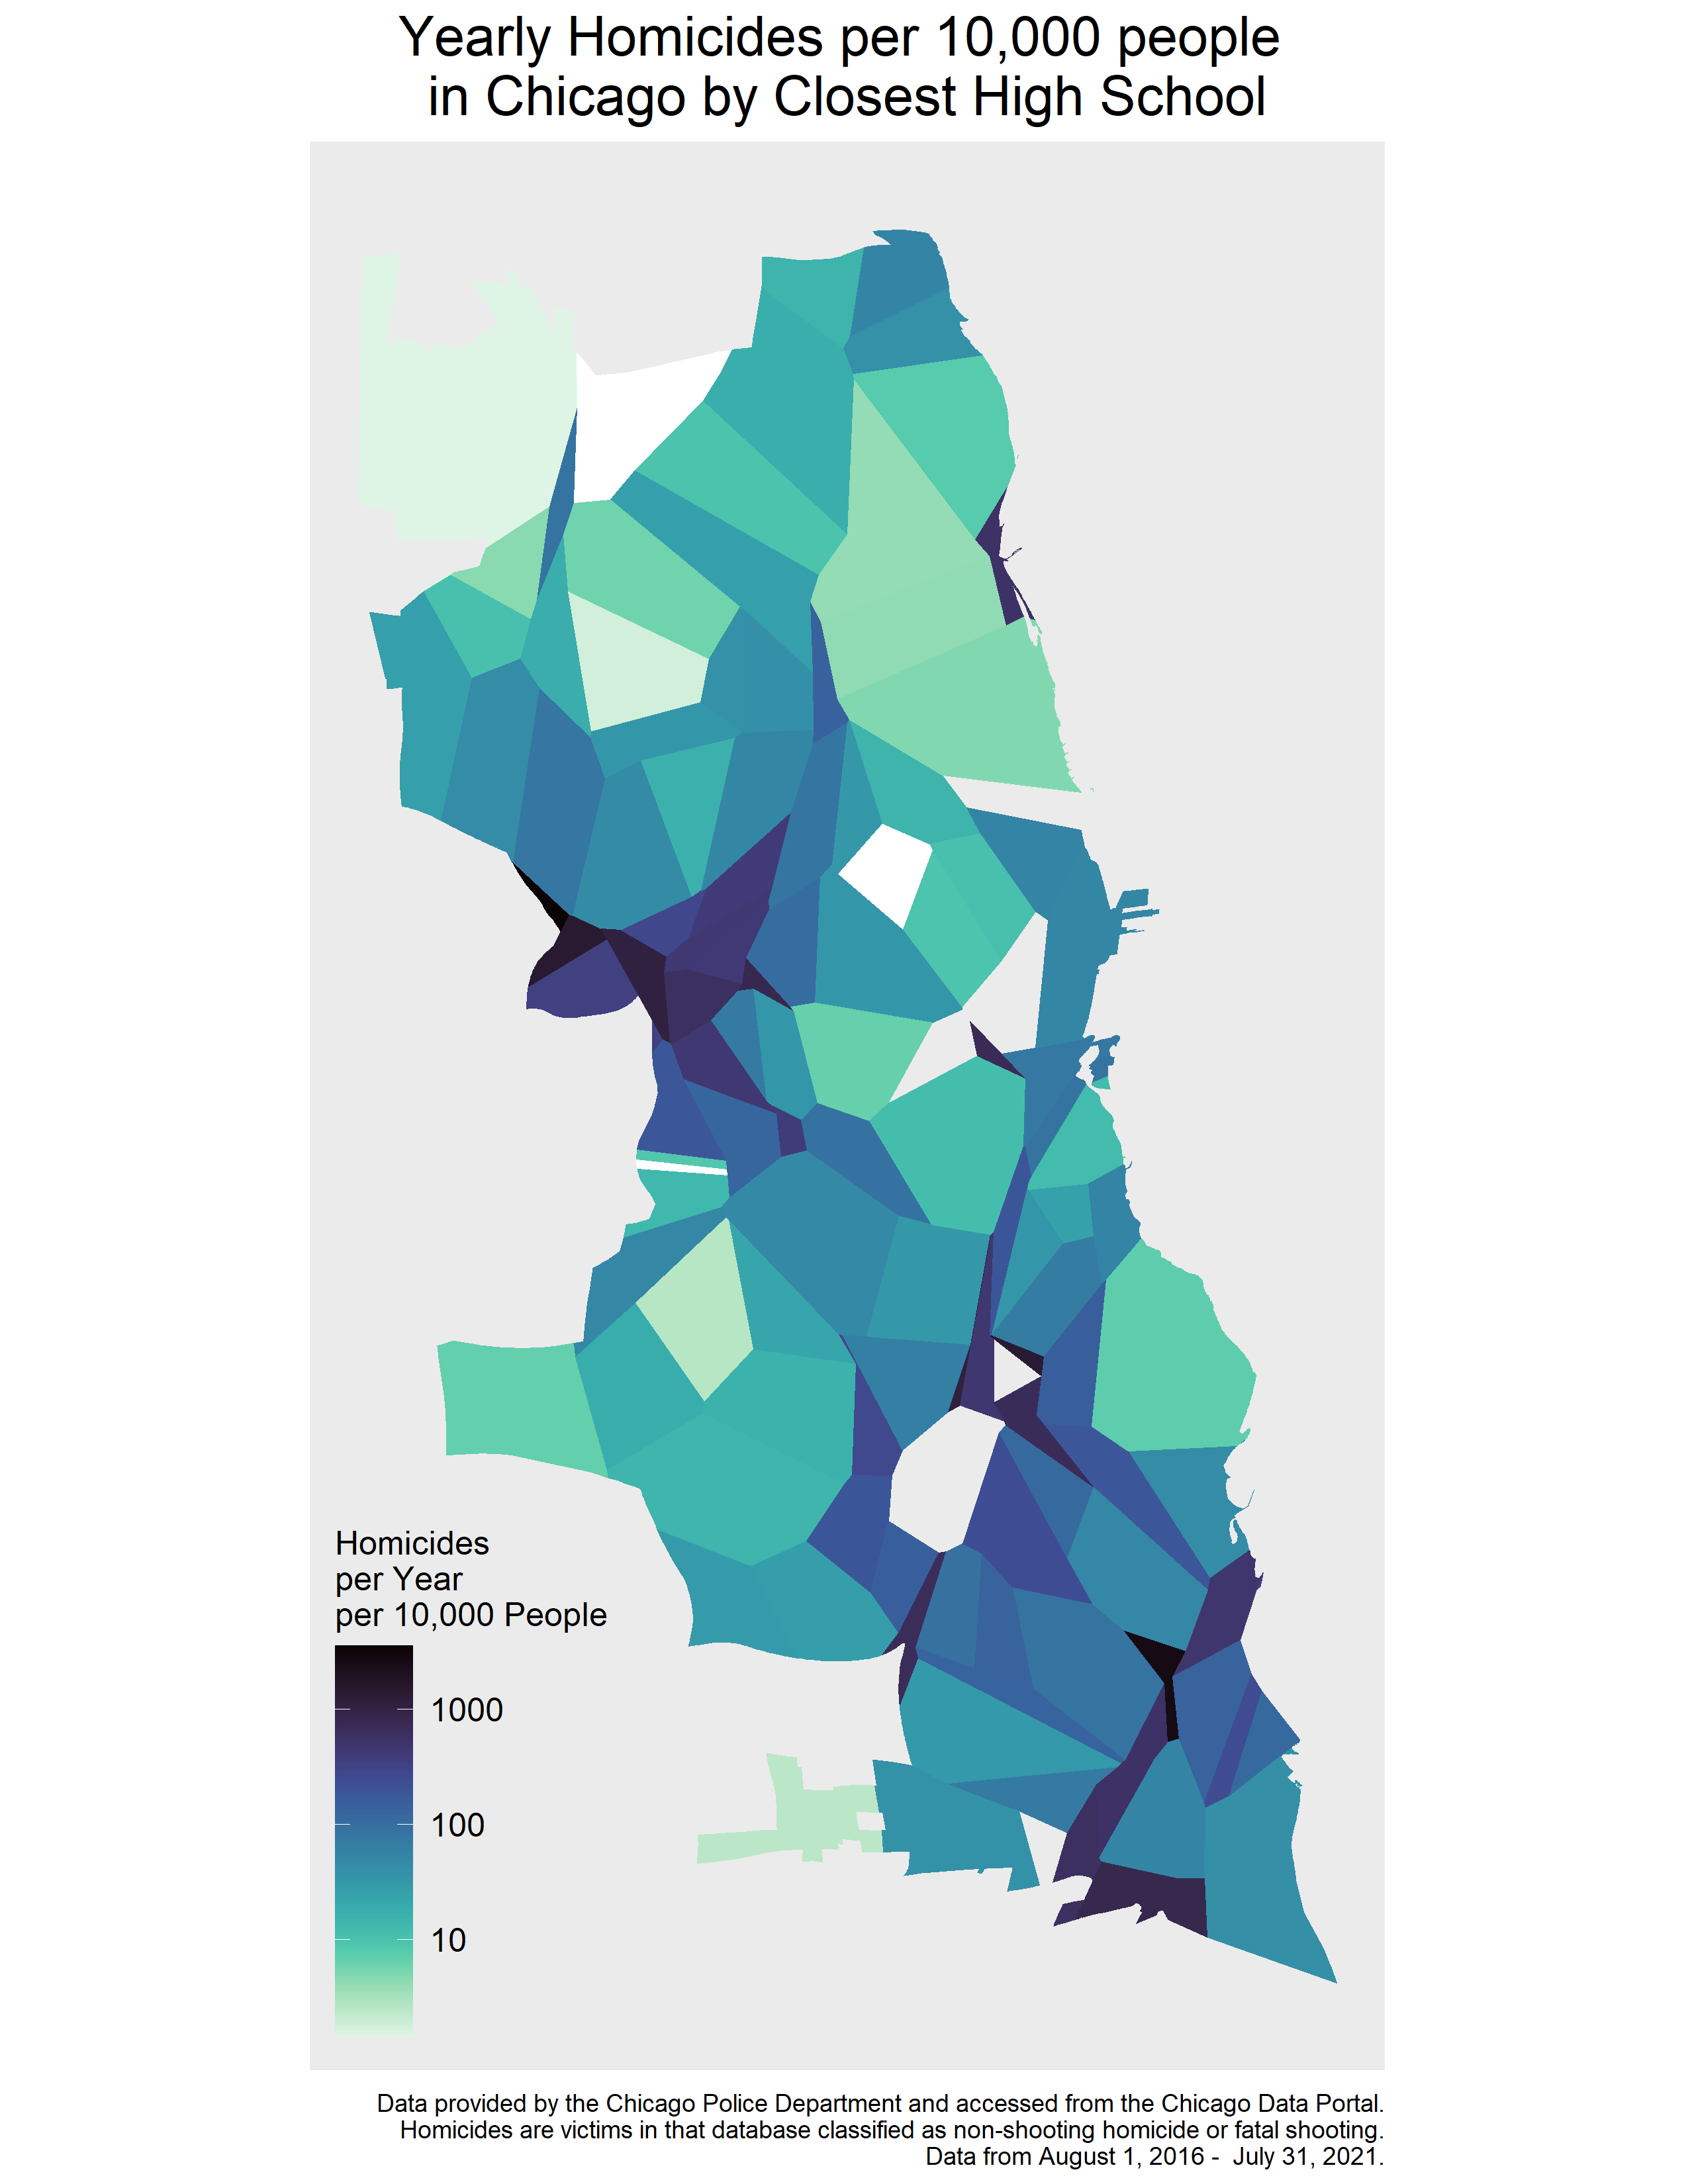 Yearly Homicides per 10,000 people
in Chicago by Closest High School
Homicides
per Year
per 10,000 People
1000
100
10
Data provided by the Chicago Police Department and accessed from the Chicago Data Portal.
Homicides are victims in that database classified as non-shooting homicide or fatal shooting.
Data from August 1, 2016 -  July 31, 2021.